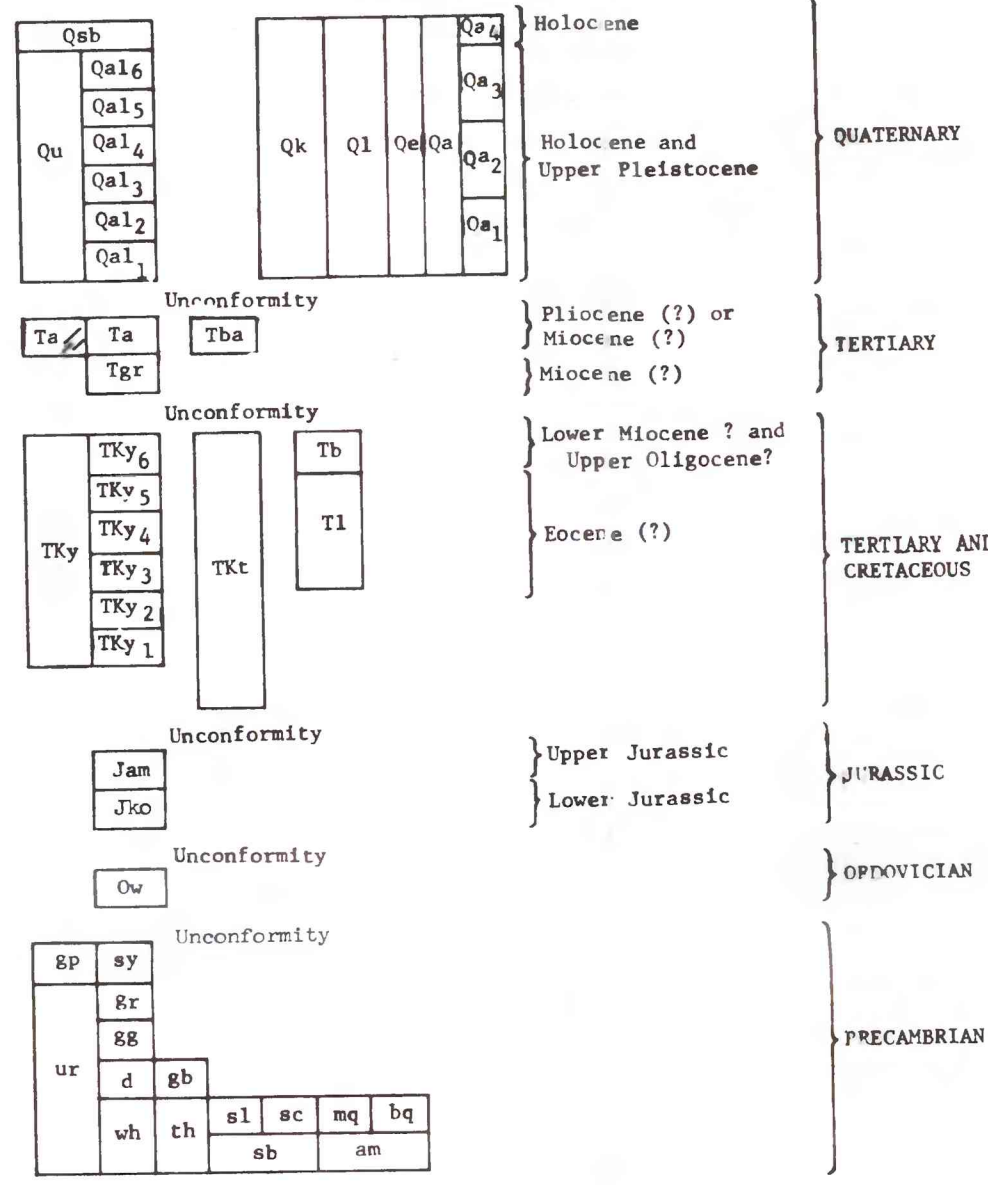 Qsb
Qu
Qal6
Qal5
Qal4
Qal3
Qal2
Qal1
Qk
Ql
Qe
Qa
Qa4
Qa3
Qa2
Oa1
Holocene
Holocene and
Upper Pleistocene
QUATERNARY
Unconformity
Ta
Ta
Tba
Tgr
Pliocene (?) or
Miocene (?)
Miocene (?)
TERTIARY
Unconformity
TKy
TKy6
TKy5
TKy4
TKy3
TKy2
TKy1
TKt
Tb
Tl
Lower Miocene ? and
Upper Oligocene?
Eocene (?)
TERTIARY AND
CRETACEOUS
Unconformity
Jam
Jko
Upper Jurassic
Lower Jurassic
JURASSIC
Unconformity
Ow
ORDOVICIAN
Unconformity
gp
sy
ur
gr
gg
d
gb
wh
th
sl
sc
mq
bq
sb
am
PRECAMBRIAN